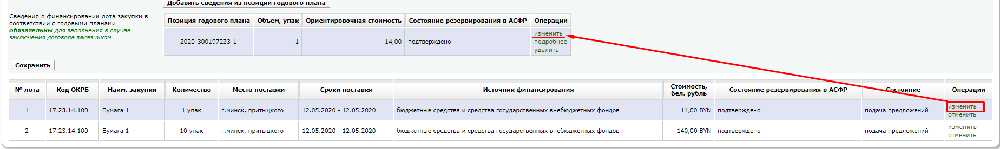 Добавить сведения из позиции годового плана
Сведения о финансировании лота закупки в
соответствии с годовыми планами
обязательны для заполнения в случае
заключения договора заказчиком
Позиция годового плана Объем, упак Ориентировочная стоимость Состояние резервирования в АСФР Операции
2020-300197233-1 1 14,00 подтверждено изменить
подробнее
удалить
Сохранить
№ лота Код ОКРБ Наим. закупки Количество Место поставки Сроки поставки Источник финансирования Стоимость, бел. рубль Состояние резервирования в АСФР Состояние Операции
1 17.23.14.100 Бумага 1 1 упак г.минск, притыцкого 12.05.2020 - 12.05.2020 бюджетные средства и средства государственных внебюджетных фондов 14,00 BYN подтверждено подача предложений изменить
отменить
2 17.23.14.100 Бумага 1 10 упак г.минск, притыцкого 12.05.2020 - 12.05.2020 бюджетные средства и средства государственных внебюджетных фондов 140,00 BYN подтверждено подача предложений изменить
отменить